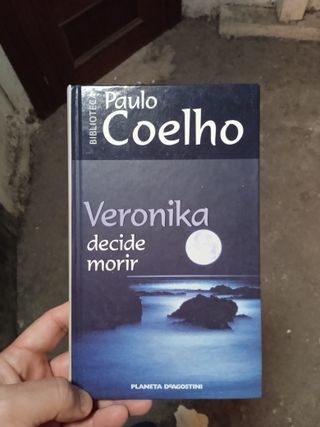 BIBLIOTECA
Paulo
Coelho
Veronika
decide
morir
PLANETA DEAGOSTINI